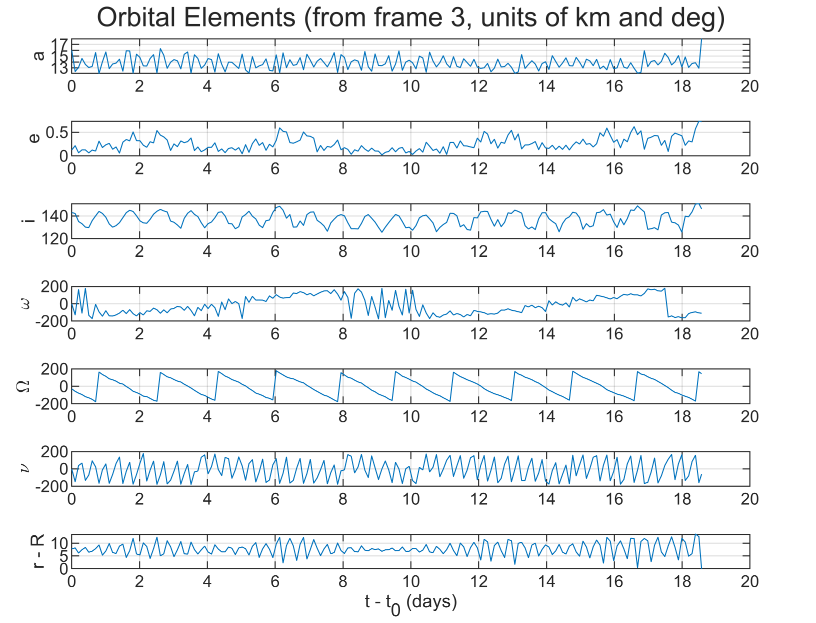 Orbital Elements (from frame 3, units of km and deg)
a
17
15
13
0 2 4 6 8 10 12 14 16 18 20
e
0.5
0
0 2 4 6 8 10 12 14 16 18 20
i
140
120
0 2 4 6 8 10 12 14 16 18 20
ω
200
0
-200
0 2 4 6 8 10 12 14 16 18 20
Ω
200
0
-200
0 2 4 6 8 10 12 14 16 18 20
ν
200
0
-200
0 2 4 6 8 10 12 14 16 18 20
r - R
10
5
0
0 2 4 6 8 10 12 14 16 18 20
t - t0 (days)